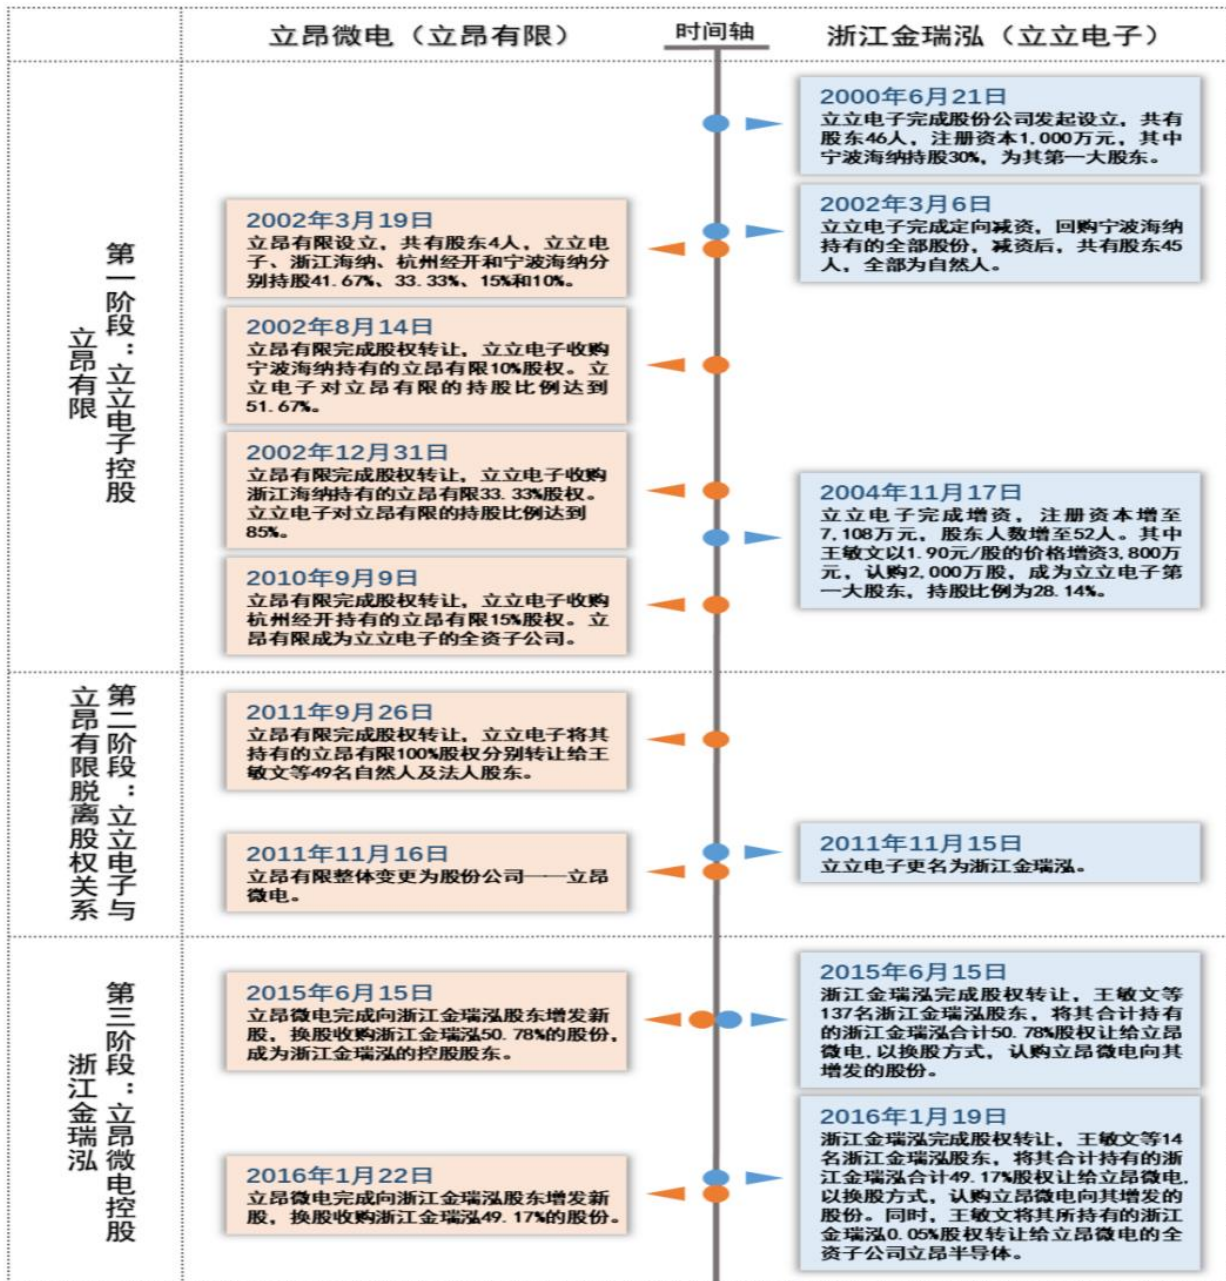 立昂微电（立昂有限）
时间轴
浙江金瑞泓（立立电子）
第一阶段：立立电子控股
立昂有限
2000年6月21日
立立电子完成股份公司发起设立，共有
股东46人，注册资本1,000万元，其中
宁波海纳持股30%，为其第一大股东。
2002年3月6日
立立电子完成定向减资，回购宁波海纳
持有的全部股份，减资后，共有股东45
人，全部为自然人。
2002年3月19日
立昂有限设立，共有股东4人，立立电
子、浙江海纳、杭州经开和宁波海纳分
别持股41.67%、33.33%、15%和10%。
2002年8月14日
立昂有限完成股权转让，立立电子收购
宁波海纳持有的立昂有限10%股权。立
立电子对立昂有限的持股比例达到
51.67%。
2002年12月31日
立昂有限完成股权转让，立立电子收购
浙江海纳持有的立昂有限33.33%股权。
立立电子对立昂有限的持股比例达到
85%。
2004年11月17日
立立电子完成增资，注册资本增至
7,108万元，股东人数增至52人。其中
王敏文以1.90元/股的价格增资3,800万
元，认购2,000万股，成为立立电子第
一大股东，持股比例为28.14%。
2010年9月9日
立昂有限完成股权转让，立立电子收购
杭州经开持有的立昂有限15%股权。立
昂有限成为立立电子的全资子公司。
第二阶段：立立电子与
立昂有限脱离股权关系
2011年9月26日
立昂有限完成股权转让，立立电子将其
持有的立昂有限100%股权分别转让给王
敏文等49名自然人及法人股东。
2011年11月15日
立立电子更名为浙江金瑞泓。
2011年11月16日
立昂有限整体变更为股份公司——立昂
微电。
第三阶段：立昂微电控股
浙江金瑞泓
2015年6月15日
立昂微电完成向浙江金瑞泓股东增发新
股，换股收购浙江金瑞泓50.78%的股份，
成为浙江金瑞泓的控股股东。
2015年6月15日
浙江金瑞泓完成股权转让，王敏文等
137名浙江金瑞泓股东，将其合计持有
的浙江金瑞泓合计50.78%股权让给立昂
微电,以换股方式，认购立昂微电向其
增发的股份。
2016年1月19日
浙江金瑞泓完成股权转让，王敏文等14
名浙江金瑞泓股东，将其合计持有的浙
江金瑞泓合计49.17%股权让给立昂微电,
以换股方式，认购立昂微电向其增发的
股份。同时，王敏文将其所持有的浙江
金瑞泓0.05%股权转让给立昂微电的全
资子公司立昂半导体。
2016年1月22日
立昂微电完成向浙江金瑞泓股东增发新
股，换股收购浙江金瑞泓49.17%的股份。